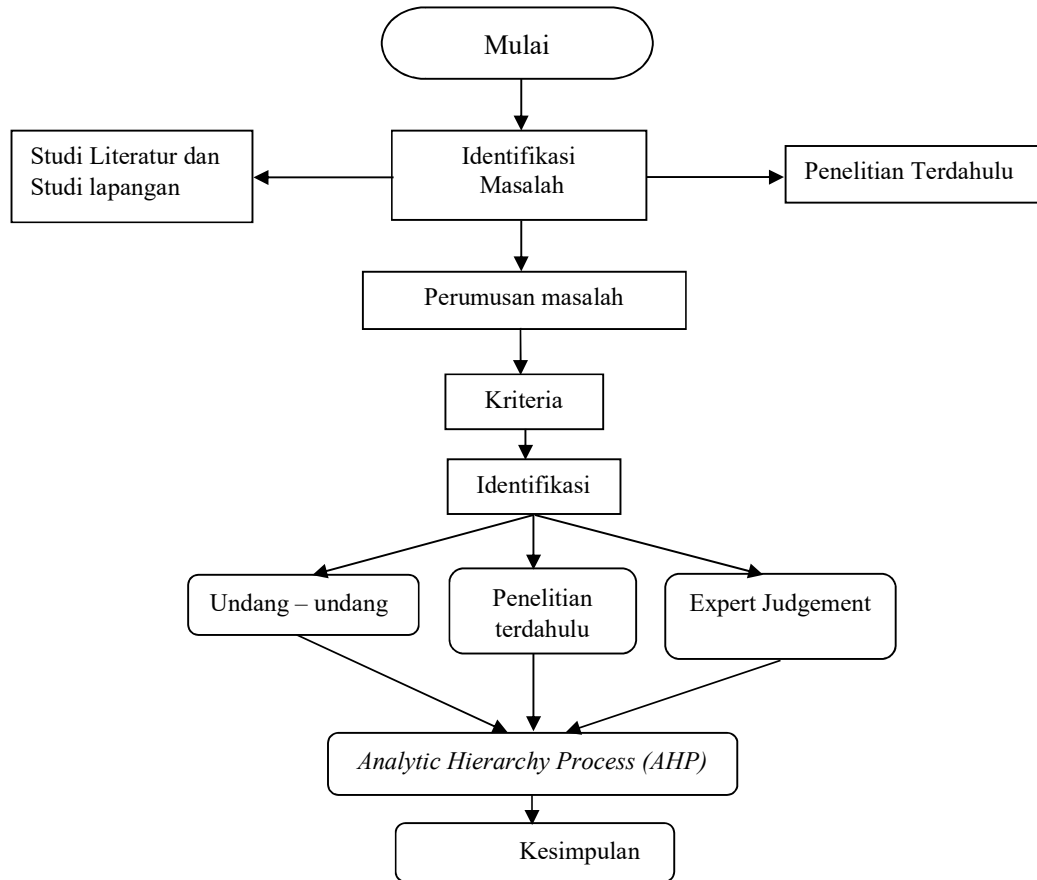 Mulai
Studi Literatur dan
Studi lapangan
Identifikasi
Masalah
Penelitian Terdahulu
Perumusan masalah
Kriteria
Identifikasi
Undang – undang
Penelitian
terdahulu
Expert Judgement
Analytic Hierarchy Process (AHP)
Kesimpulan